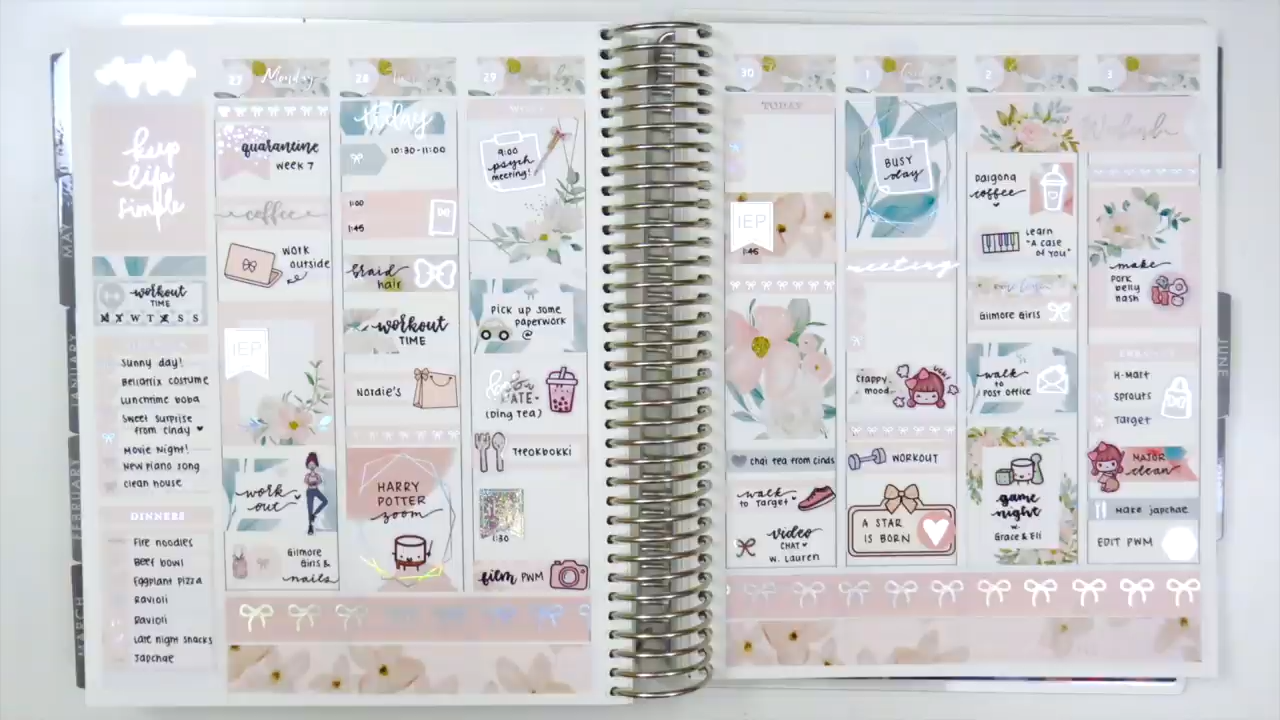 MAY
JANUARY
FEBRUARY
MARCH
keep
life
simple
workout
TIME
M T W T F S S
Sunny day!
Bellatrix costume
Lunchtime boba
Sweet surprise
from Cindy
Movie Night!
New piano song
clean house
DINNERS
Fire noodles
Beef bowl
Eggplant pizza
Ravioli
Ravioli
Late night snacks
Japchae
27 Monday
quarantine
WEEK 7
coffee
WORK
outside
IEP
work
out
Gilmore
Girls &
nails
28
today
10:30-11:00
1:00
1:45
braid
hair
workout
TIME
Nordie's
HARRY
POTTER
zoom
29
9:00
psych
meeting!
PICK UP some
paperwork
@
DATE
(Ding Tea)
Tteokbokki
1:30
film PWM
30
TODAY
IEP
1:45
chai tea from cinds
walk
to Target
video
CHAT
w. Lauren
1
BUSY
day
meeting
crappy
mood
WORKOUT
A STAR
IS BORN
2
Dalgona
coffee
Learn
"A case
of you"
Gilmore Girls
walk
to
POST OFFICE
game
night
w.
Grace & Eli
3
make
PORK
belly
hash
H-Mart
Sprouts
Target
MAJOR
clean
Make japchae
EDIT PWM
JUNE